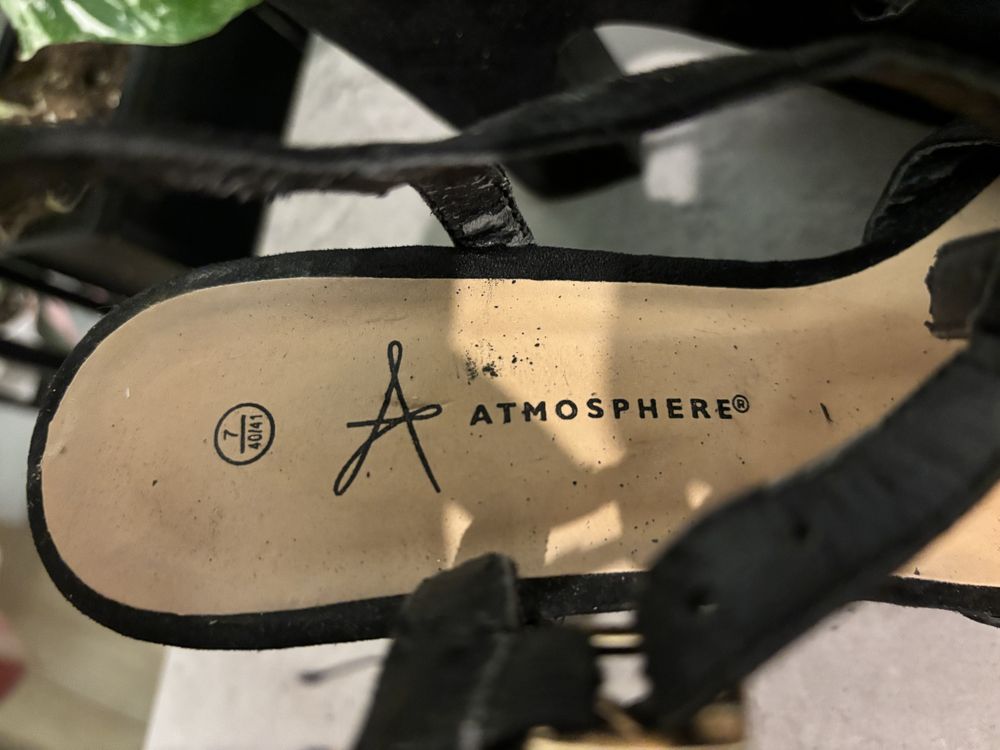 7
40/41
A
ATMOSPHERE®